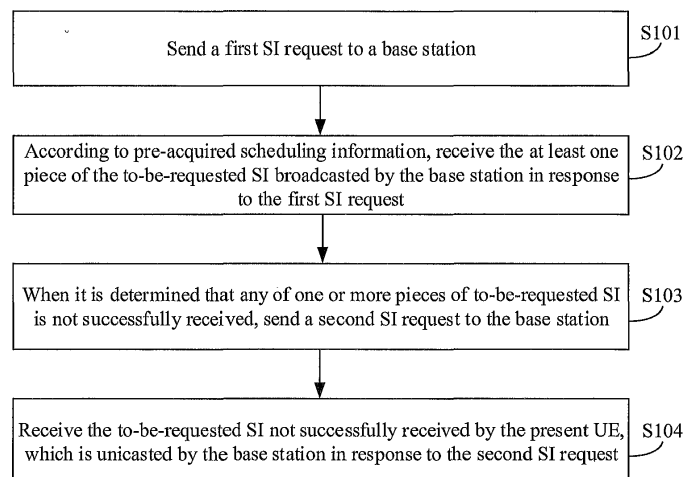 Send a first SI request to a base station
S101
According to pre-acquired scheduling information, receive the at least one
piece of the to-be-requested SI broadcasted by the base station in response
to the first SI request
S102
When it is determined that any of one or more pieces of to-be-requested SI
is not successfully received, send a second SI request to the base station
S103
Receive the to-be-requested SI not successfully received by the present UE,
which is unicasted by the base station in response to the second SI request
S104